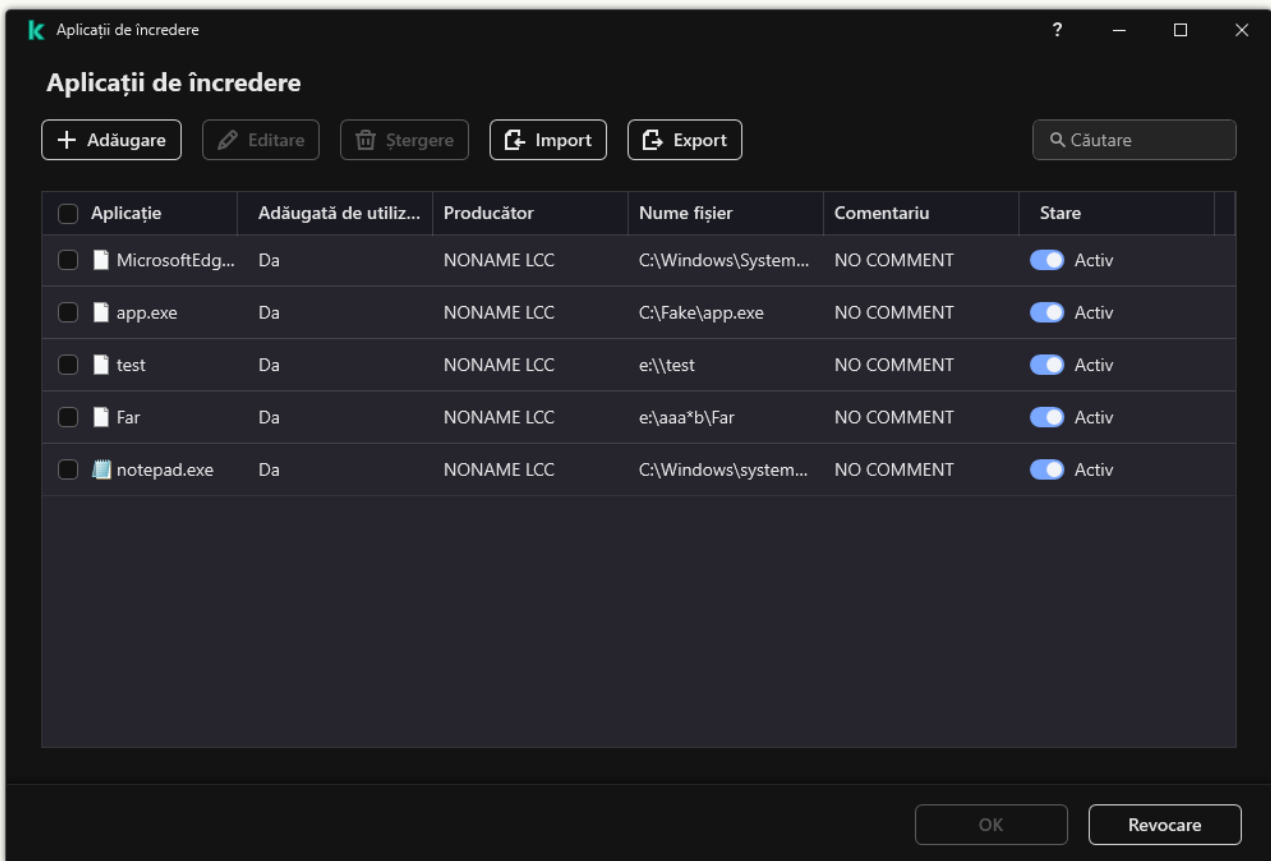 Aplicații de încredere ?
Aplicații de încredere
Adăugare Editare Ștergere Import Export Căutare
Aplicație Adăugată de utiliz... Producător Nume fișier Comentariu Stare
MicrosoftEdg... Da NONAME LCC C:\Windows\System... NO COMMENT Activ
app.exe Da NONAME LCC C:\Fake\app.exe NO COMMENT Activ
test Da NONAME LCC e:\\test NO COMMENT Activ
Far Da NONAME LCC e:\aaa*b\Far NO COMMENT Activ
notepad.exe Da NONAME LCC C:\Windows\system... NO COMMENT Activ
OK Revocare